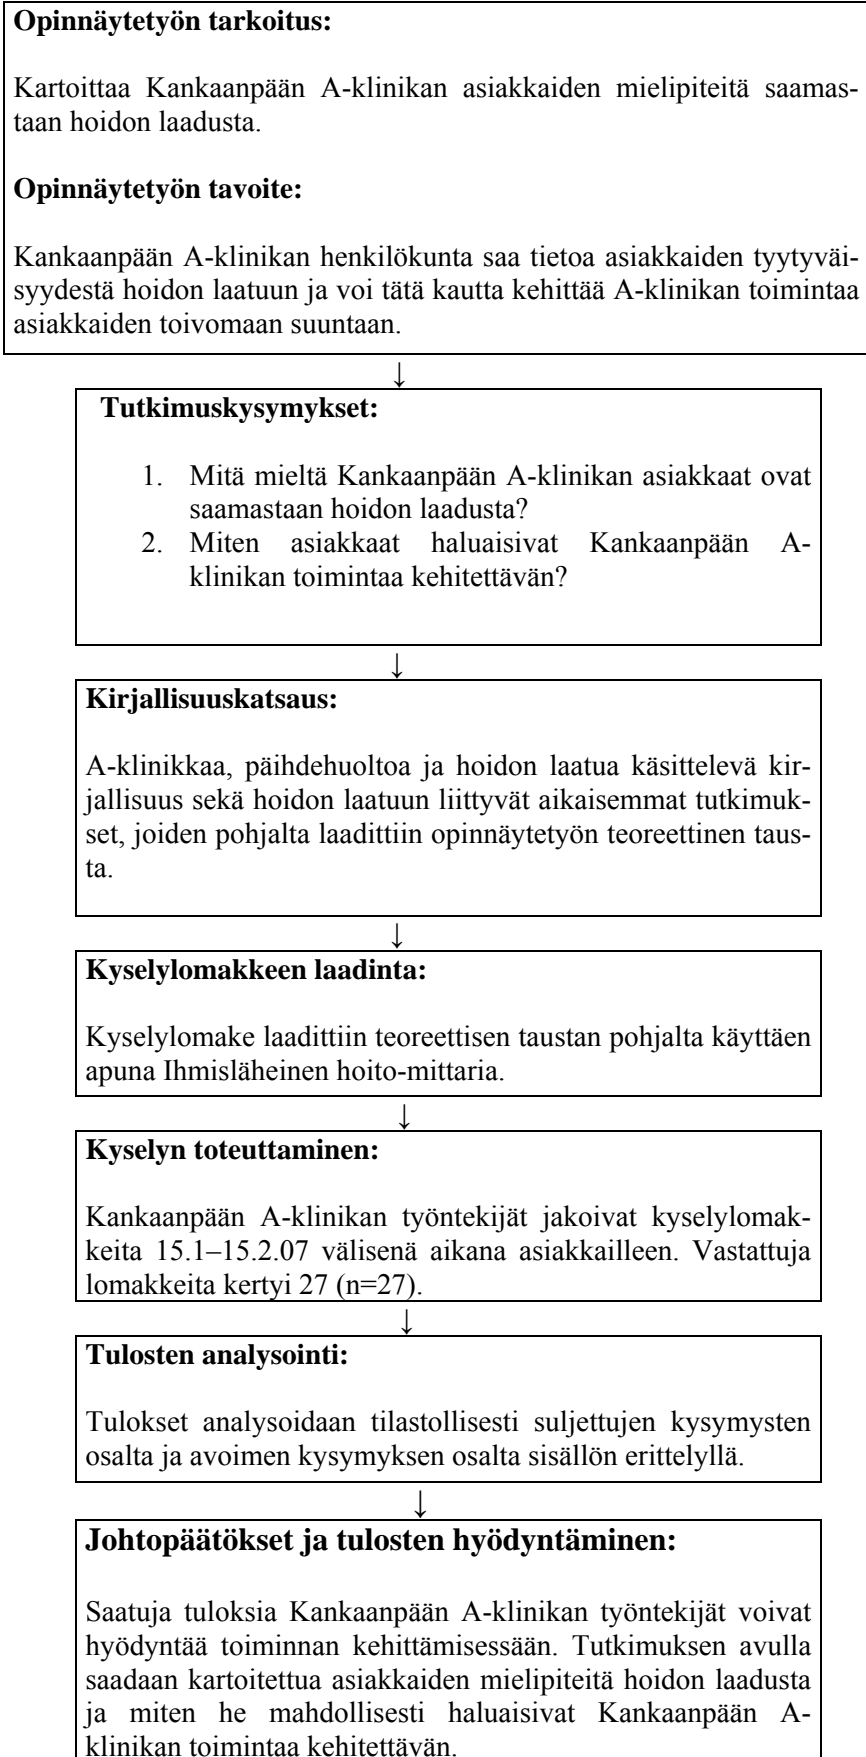 Opinnäytetyön tarkoitus:
Kartoittaa Kankaanpään A-klinikan asiakkaiden mielipiteitä saamas-
taan hoidon laadusta.
Opinnäytetyön tavoite:
Kankaanpään A-klinikan henkilökunta saa tietoa asiakkaiden tyytyväi-
syydestä hoidon laatuun ja voi tätä kautta kehittää A-klinikan toimintaa
asiakkaiden toivomaan suuntaan.
↓
Tutkimuskysymykset:
1. Mitä mieltä Kankaanpään A-klinikan asiakkaat ovat
saamastaan hoidon laadusta?
2. Miten asiakkaat haluaisivat Kankaanpään A-
klinikan toimintaa kehitettävän?
↓
Kirjallisuuskatsaus:
A-klinikkaa, päihdehuoltoa ja hoidon laatua käsittelevä kir-
jallisuus sekä hoidon laatuun liittyvät aikaisemmat tutkimuk-
set, joiden pohjalta laadittiin opinnäytetyön teoreettinen taus-
ta.
↓
Kyselylomakkeen laadinta:
Kyselylomake laadittiin teoreettisen taustan pohjalta käyttäen
apuna Ihmisläheinen hoito-mittaria.
↓
Kyselyn toteuttaminen:
Kankaanpään A-klinikan työntekijät jakoivat kyselylomak-
keita 15.1–15.2.07 välisenä aikana asiakkailleen. Vastattuja
lomakkeita kertyi 27 (n=27).
↓
Tulosten analysointi:
Tulokset analysoidaan tilastollisesti suljettujen kysymysten
osalta ja avoimen kysymyksen osalta sisällön erittelyllä.
↓
Johtopäätökset ja tulosten hyödyntäminen:
Saatuja tuloksia Kankaanpään A-klinikan työntekijät voivat
hyödyntää toiminnan kehittämisessään. Tutkimuksen avulla
saadaan kartoitettua asiakkaiden mielipiteitä hoidon laadusta
ja miten he mahdollisesti haluaisivat Kankaanpään A-
klinikan toimintaa kehitettävän.